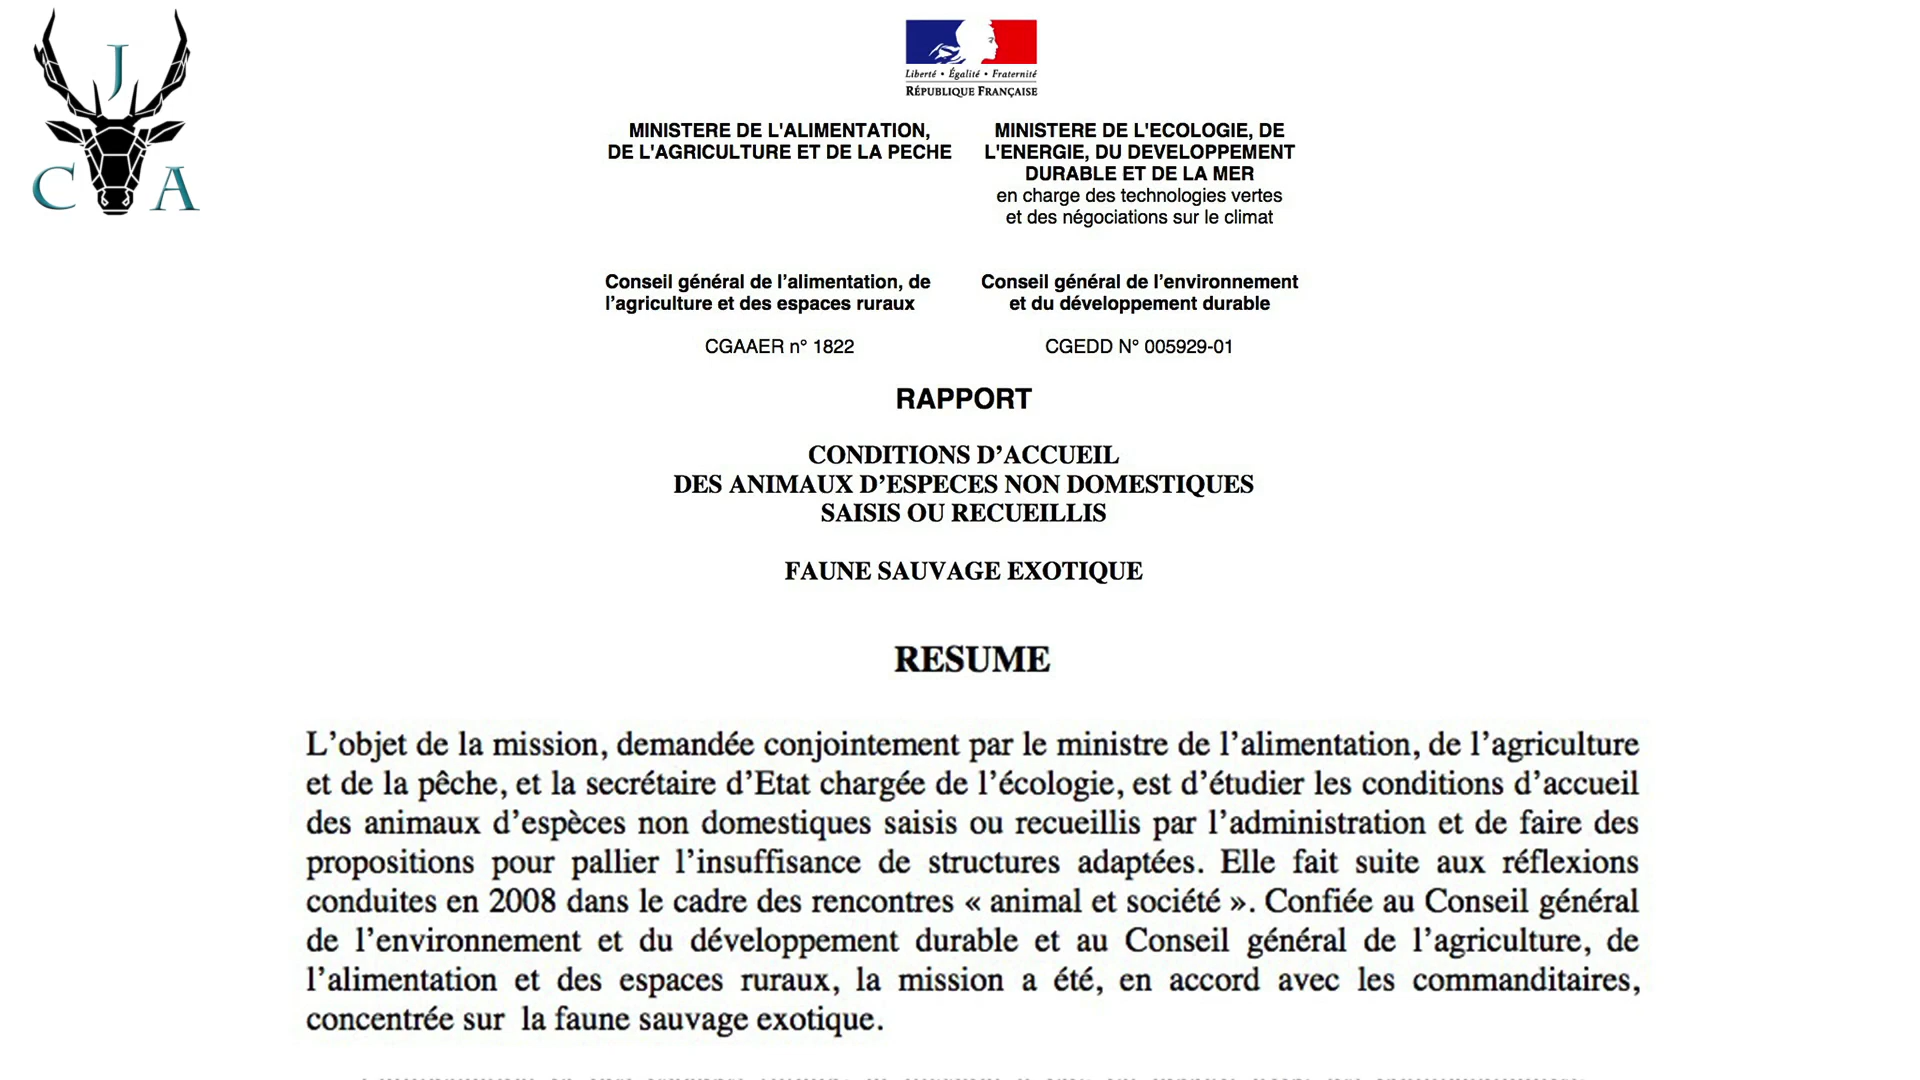 J
C A
Liberté • Égalité • Fraternité
RÉPUBLIQUE FRANÇAISE
MINISTERE DE L'ALIMENTATION,
DE L'AGRICULTURE ET DE LA PECHE
MINISTERE DE L'ECOLOGIE, DE
L'ENERGIE, DU DEVELOPPEMENT
DURABLE ET DE LA MER
en charge des technologies vertes
et des négociations sur le climat
Conseil général de l’alimentation, de
l’agriculture et des espaces ruraux
Conseil général de l’environnement
et du développement durable
CGAAER n° 1822
CGEDD N° 005929-01
RAPPORT
CONDITIONS D’ACCUEIL
DES ANIMAUX D’ESPECES NON DOMESTIQUES
SAISIS OU RECUEILLIS
FAUNE SAUVAGE EXOTIQUE
RESUME
L’objet de la mission, demandée conjointement par le ministre de l’alimentation, de l’agriculture
et de la pêche, et la secrétaire d’Etat chargée de l’écologie, est d’étudier les conditions d’accueil
des animaux d’espèces non domestiques saisis ou recueillis par l’administration et de faire des
propositions pour pallier l’insuffisance de structures adaptées. Elle fait suite aux réflexions
conduites en 2008 dans le cadre des rencontres « animal et société ». Confiée au Conseil général
de l’environnement et du développement durable et au Conseil général de l’agriculture, de
l’alimentation et des espaces ruraux, la mission a été, en accord avec les commanditaires,
concentrée sur la faune sauvage exotique.